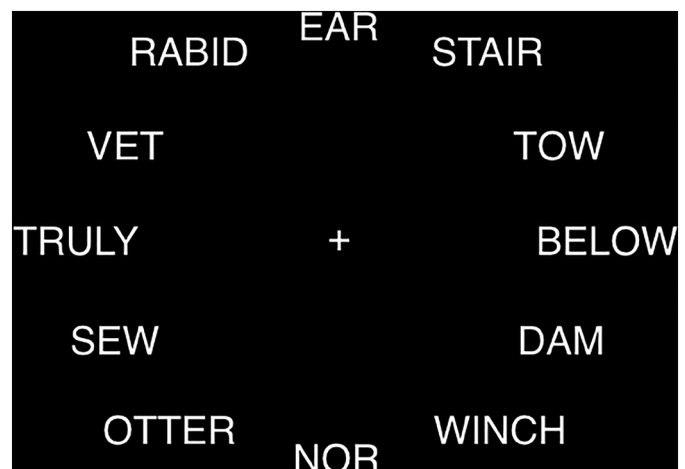 EAR
RABID STAIR
VET TOW
TRULY + BELOW
SEW DAM
OTTER WINCH
NOR